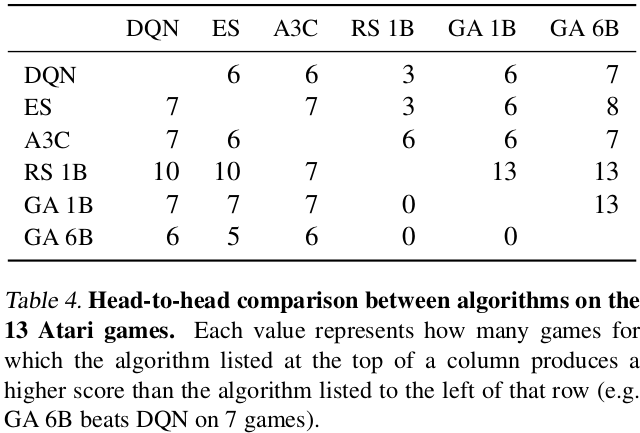 DQN ES A3C RS 1B GA 1B GA 6B
DQN 6 6 3 6 7
ES 7 7 3 6 8
A3C 7 6 6 6 7
RS 1B 10 10 7 13 13
GA 1B 7 7 7 0 13
GA 6B 6 5 6 0 0
Table 4. Head-to-head comparison between algorithms on the
13 Atari games. Each value represents how many games for
which the algorithm listed at the top of a column produces a
higher score than the algorithm listed to the left of that row (e.g.
GA 6B beats DQN on 7 games).